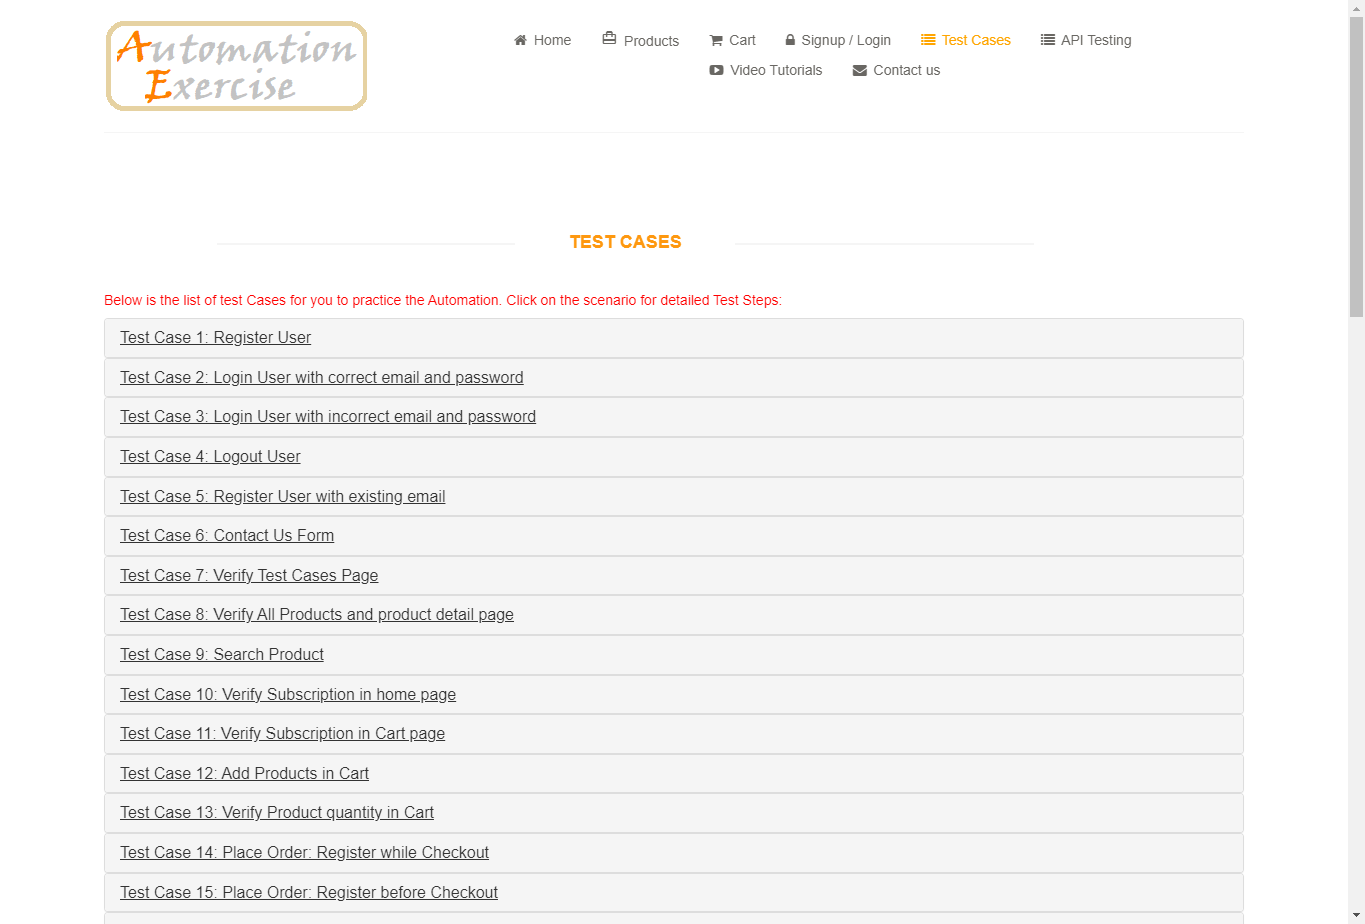 Automation
Exercise
Home Products Cart Signup / Login Test Cases API Testing
Video Tutorials Contact us
TEST CASES
Below is the list of test Cases for you to practice the Automation. Click on the scenario for detailed Test Steps:
Test Case 1: Register User
Test Case 2: Login User with correct email and password
Test Case 3: Login User with incorrect email and password
Test Case 4: Logout User
Test Case 5: Register User with existing email
Test Case 6: Contact Us Form
Test Case 7: Verify Test Cases Page
Test Case 8: Verify All Products and product detail page
Test Case 9: Search Product
Test Case 10: Verify Subscription in home page
Test Case 11: Verify Subscription in Cart page
Test Case 12: Add Products in Cart
Test Case 13: Verify Product quantity in Cart
Test Case 14: Place Order: Register while Checkout
Test Case 15: Place Order: Register before Checkout